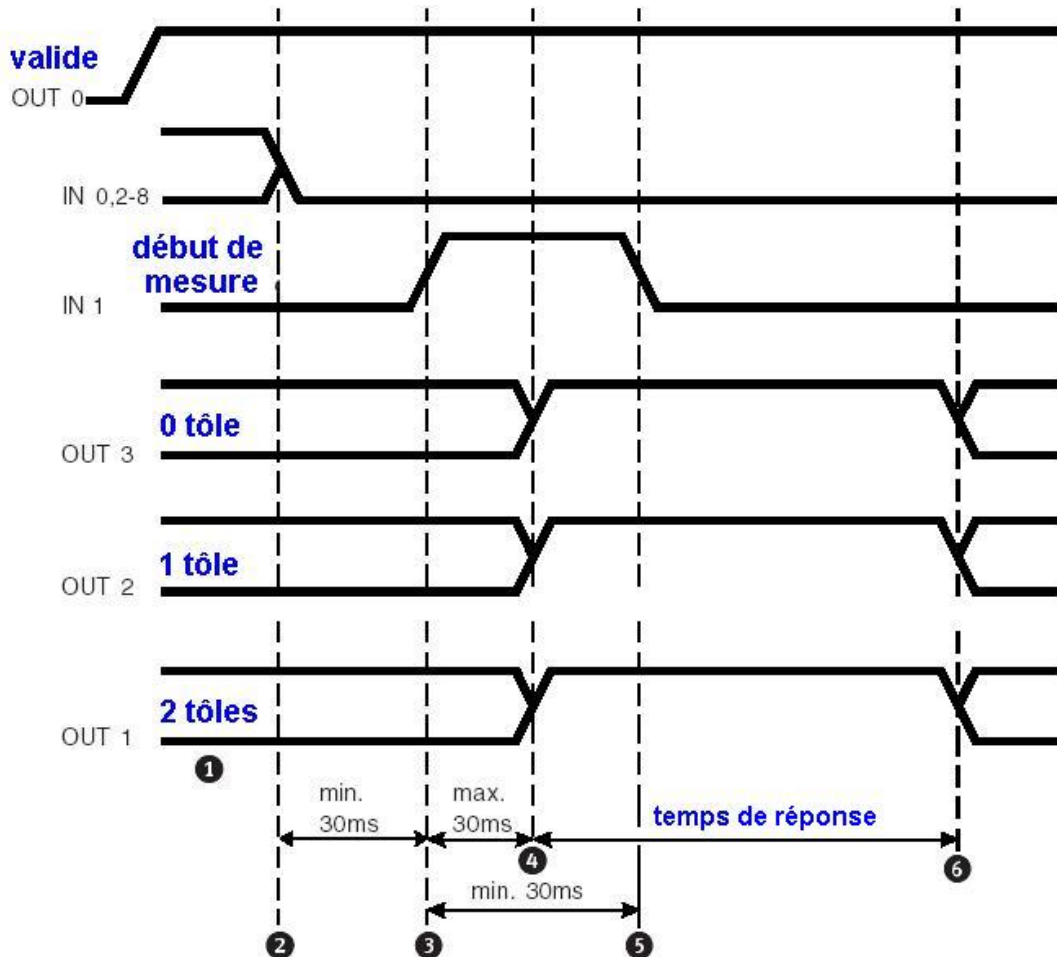 valide
OUT 0
IN 0,2-8
début de
mesure
IN 1
0 tôle
OUT 3
1 tôle
OUT 2
2 tôles
OUT 1
1
min.
30ms
max.
30ms
temps de réponse
4
6
min. 30ms
2
3
5